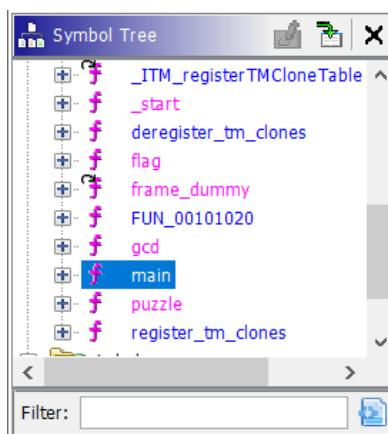 Symbol Tree
_ITM_registerTMCloneTable
_start
deregister_tm_clones
flag
frame_dummy
FUN_00101020
gcd
main
puzzle
register_tm_clones
Filter: